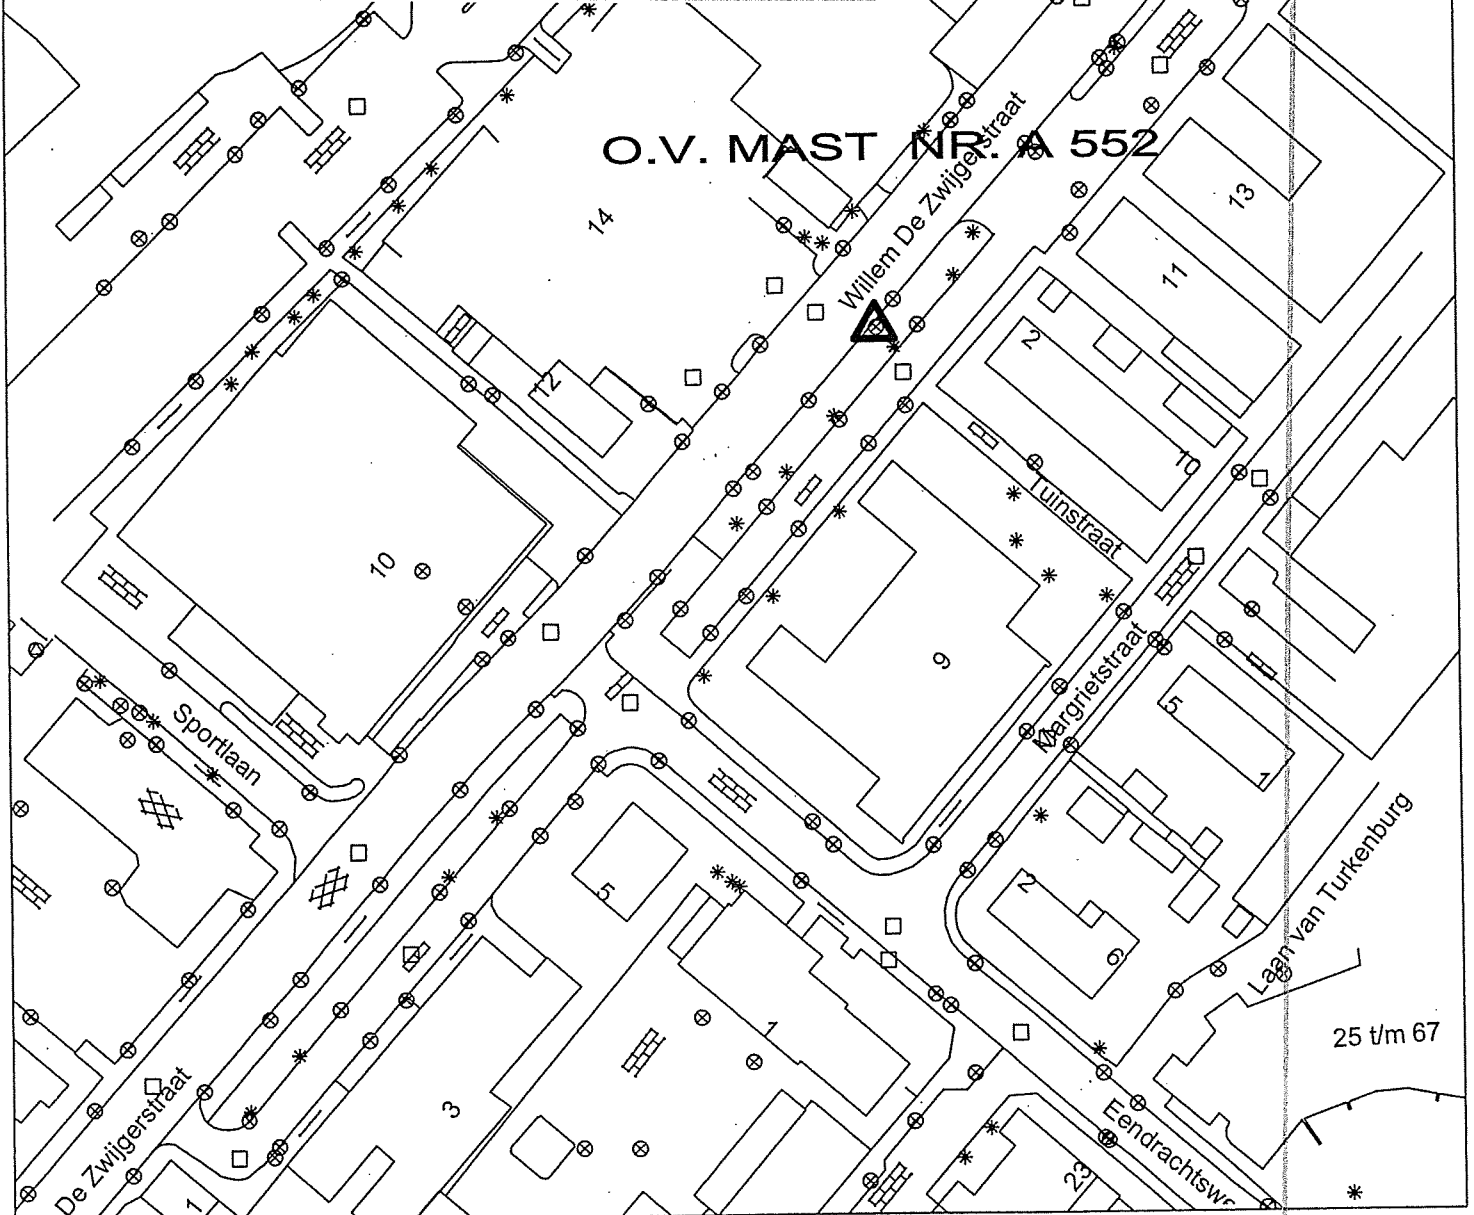 O.V. MAST NR. A 552
Willem De Zwijgerstraat
14
13
11
2
12
10
Tuinstraat
10
9
Margrietstraat
5
1
Sportlaan
2
6
Laan van Turkenburg
25 t/m 67
5
1
3
De Zwijgerstraat
1
23
Eendrachtswe